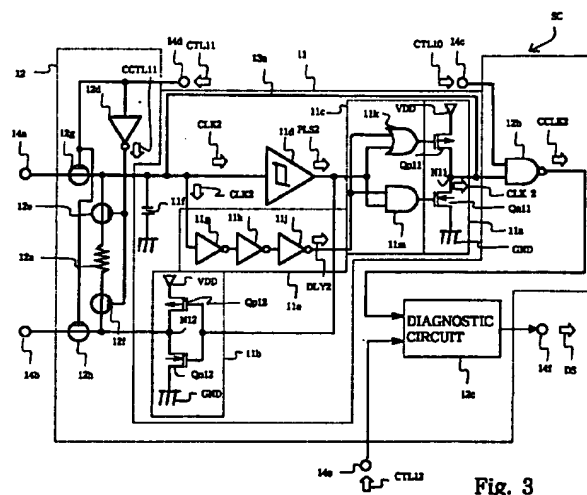 SC
12
14d
CTL11
13a
11
CTL10
14c
12d
CCTL11
11c
11k
VDD
12b
CCLK2
12g
CLK2
11d
PLS2
14a
Qp11
12e
11f
CLK2
N11
CLK 2
Qn11
11g
11h
11j
11m
12a
DLY2
GND
11a
VDD
11e
Qp12
12f
N12
14b
12h
11b
Qn12
GND
DIAGNOSTIC
CIRCUIT
14f
DS
12c
14e
CTL12
Fig. 3